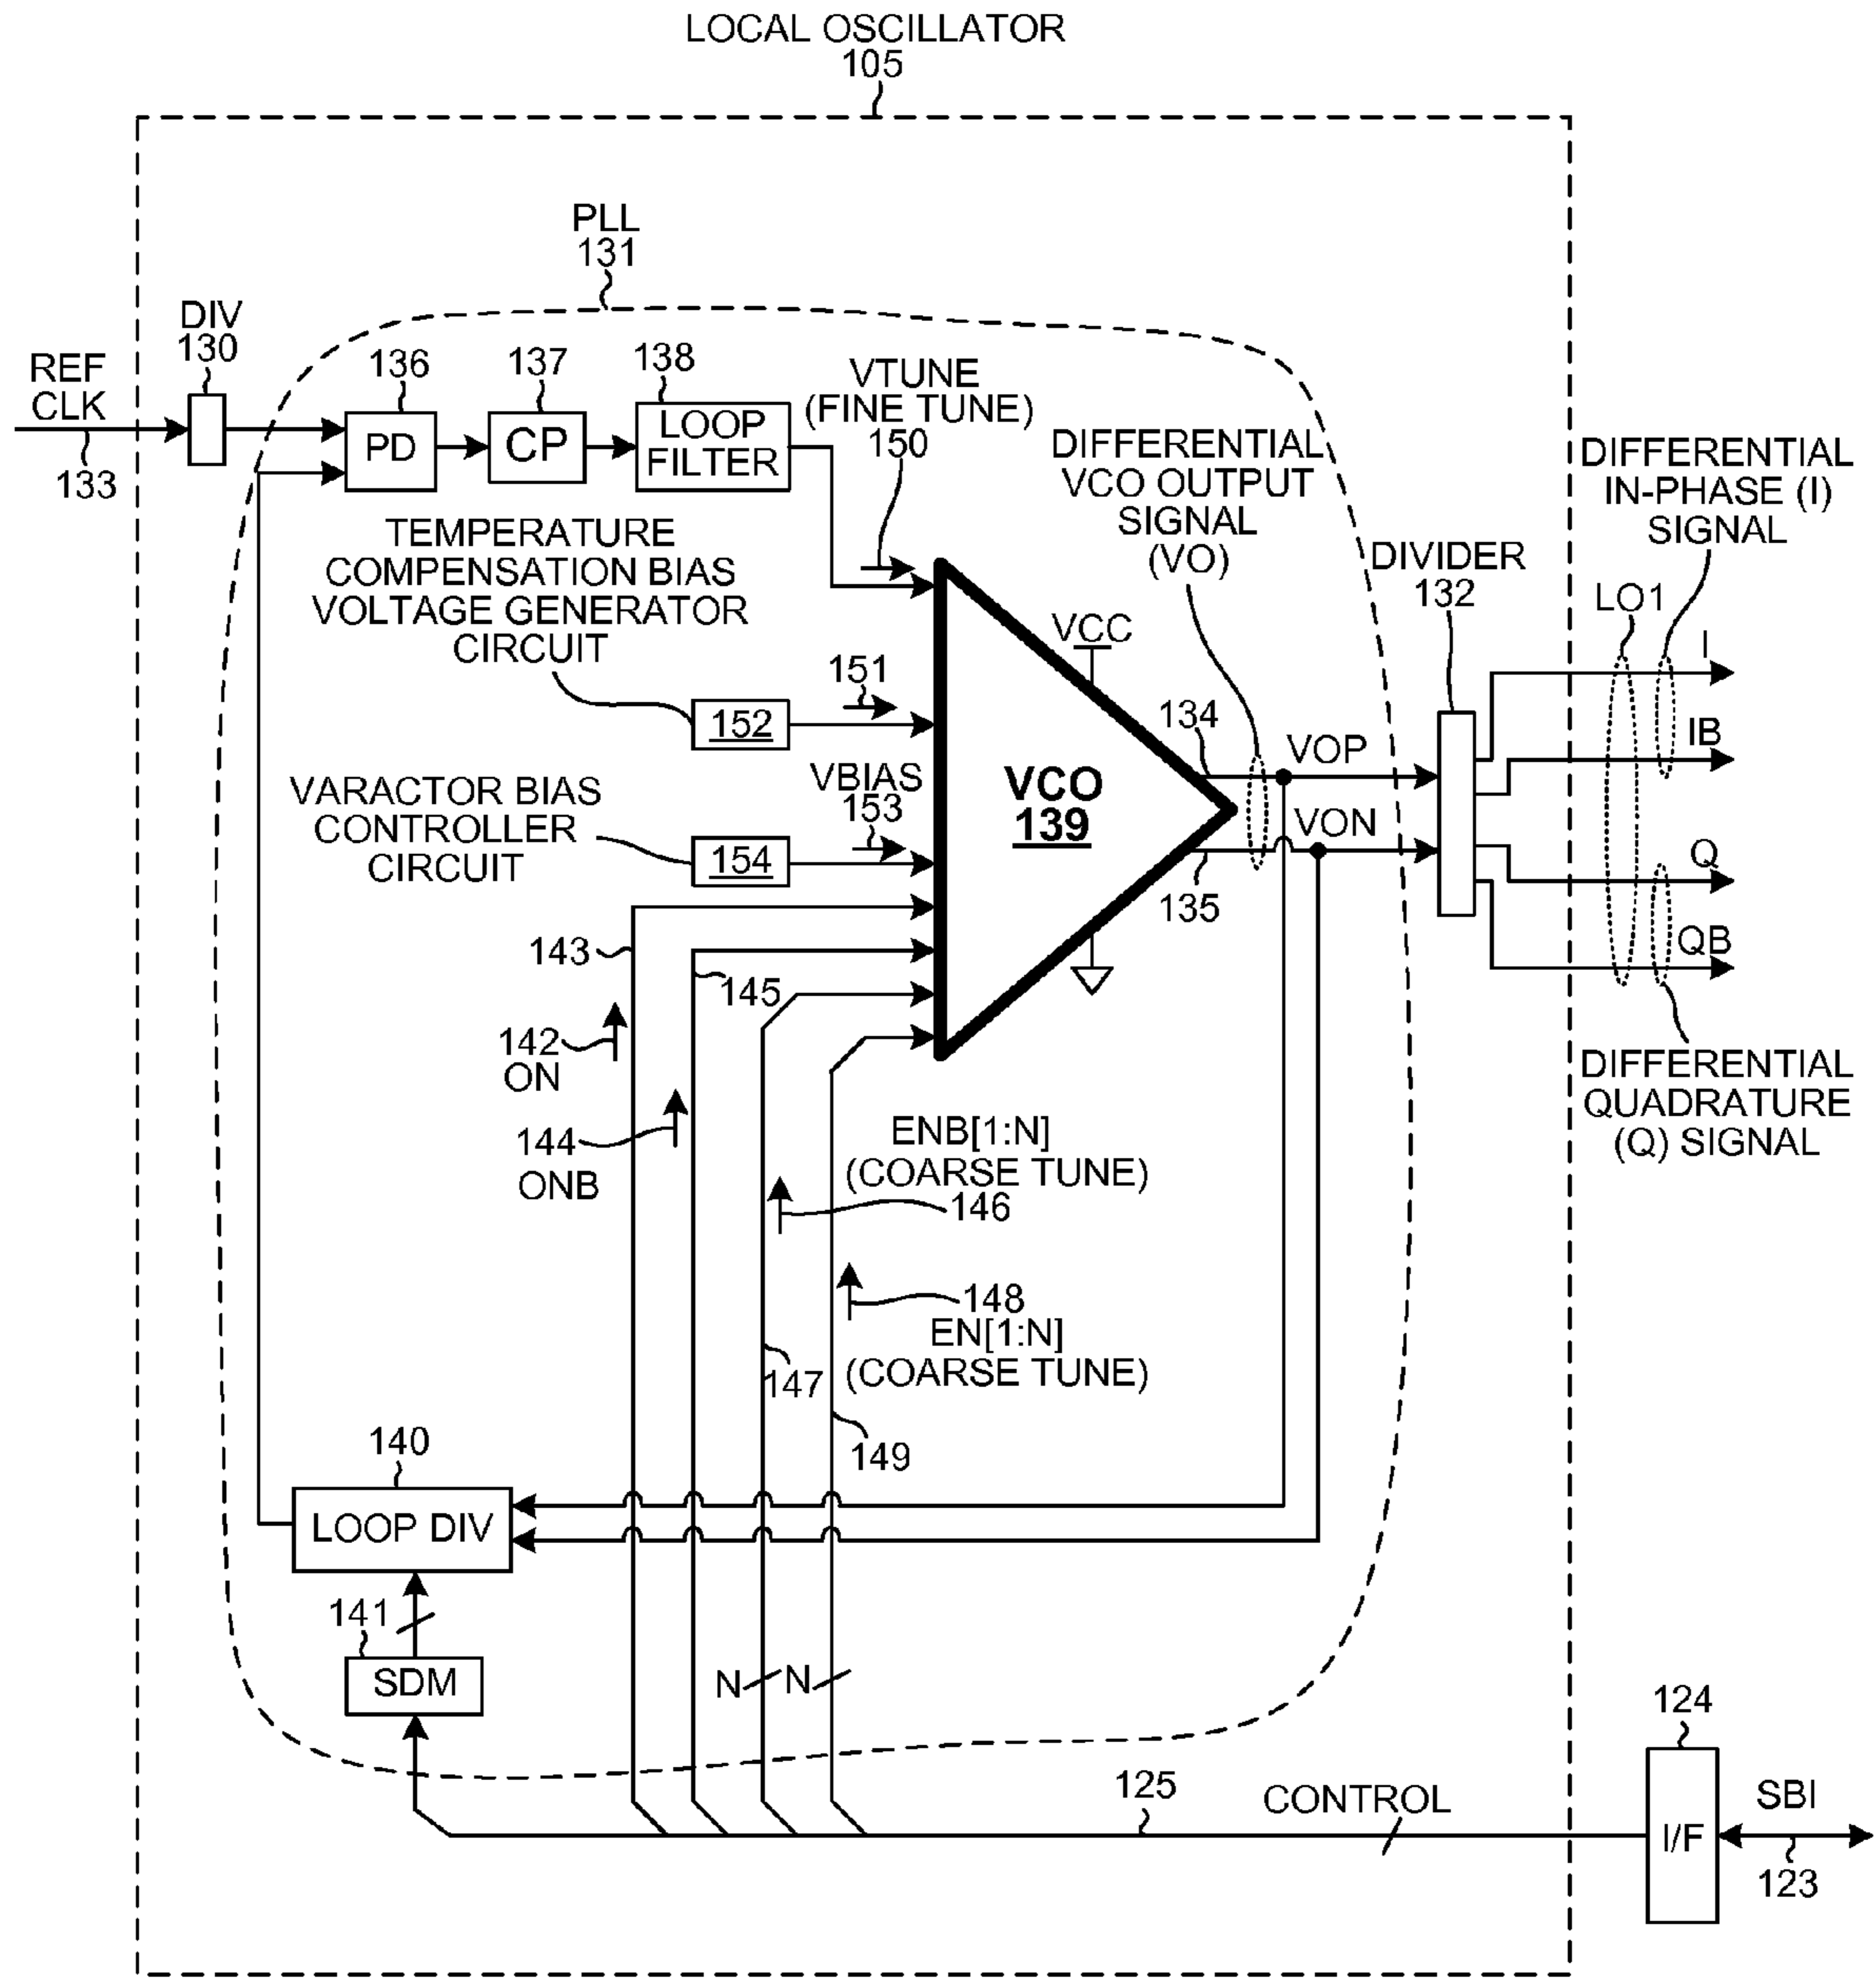 LOCAL OSCILLATOR
105
PLL
131
DIV
130
REF
CLK
133
136
PD
137
CP
138
LOOP
FILTER
VTUNE
(FINE TUNE)
150
DIFFERENTIAL
VCO OUTPUT
SIGNAL
(VO)
DIFFERENTIAL
IN-PHASE (I)
SIGNAL
TEMPERATURE
COMPENSATION BIAS
VOLTAGE GENERATOR
CIRCUIT
DIVIDER
132
LO1
VCC
151
152
134
VOP
I
IB
VARACTOR BIAS
CONTROLLER
CIRCUIT
VBIAS
153
154
VCO
139
VON
135
Q
QB
143
145
142
ON
144
ONB
ENB[1:N]
(COARSE TUNE)
146
DIFFERENTIAL
QUADRATURE
(Q) SIGNAL
148
EN[1:N]
(COARSE TUNE)
147
149
140
LOOP DIV
141
SDM
N
N
124
125
CONTROL
I/F
SBI
123